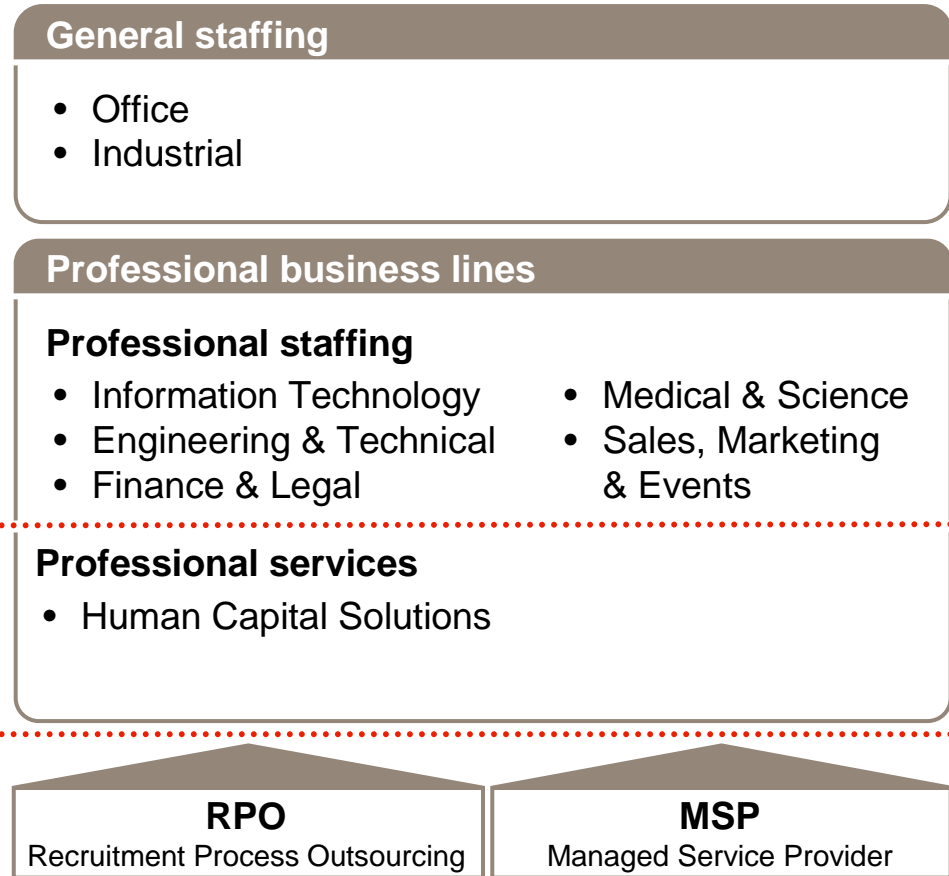 General staffing
• Office
• Industrial
Professional business lines
Professional staffing
• Information Technology
• Engineering & Technical
• Finance & Legal
• Medical & Science
• Sales, Marketing
& Events
Professional services
• Human Capital Solutions
RPO
Recruitment Process Outsourcing
MSP
Managed Service Provider